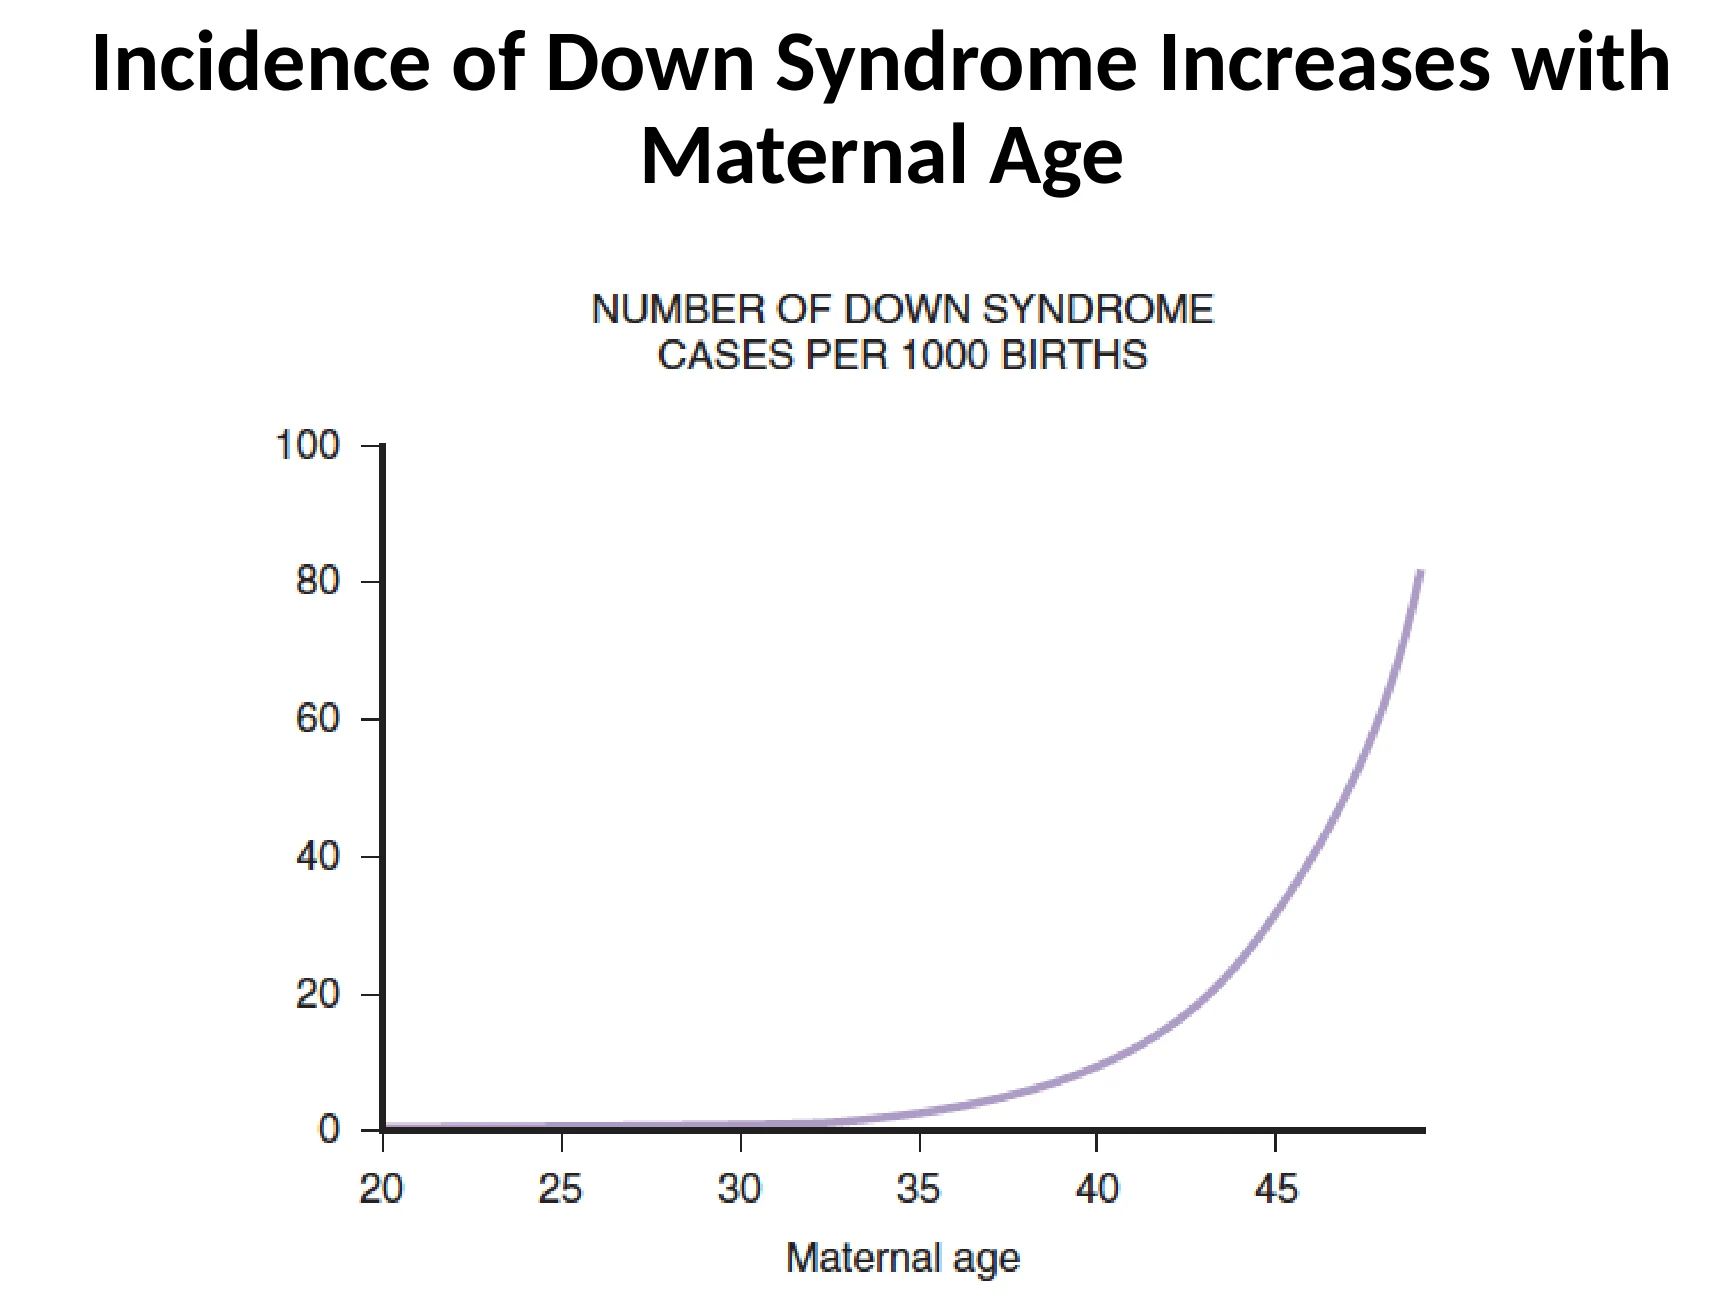 Incidence of Down Syndrome Increases with
Maternal Age
NUMBER OF DOWN SYNDROME
CASES PER 1000 BIRTHS
100
80
60
40
20
0
20 25 30 35 40 45
Maternal age